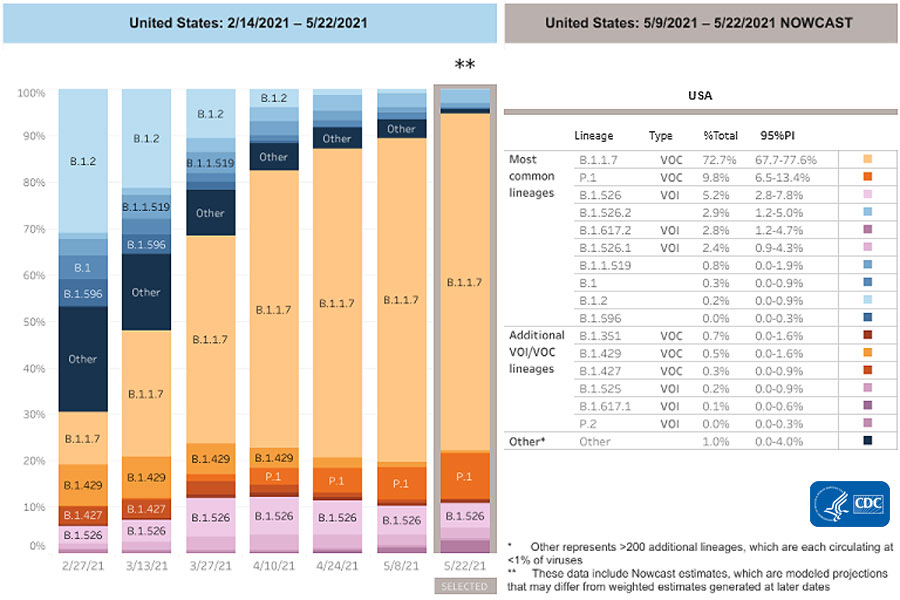 United States: 2/14/2021 – 5/22/2021
United States: 5/9/2021 – 5/22/2021 NOWCAST
**
100%
90%
80%
70%
60%
50%
40%
30%
20%
10%
0%
B.1.2
B.1
B.1.596
Other
B.1.1.7
B.1.429
B.1.427
B.1.526
2/27/21
B.1.2
B.1.1.519
B.1.596
Other
B.1.1.7
B.1.429
B.1.427
B.1.526
3/13/21
B.1.2
B.1.1.519
Other
B.1.1.7
B.1.429
B.1.526
3/27/21
B.1.2
Other
B.1.1.7
B.1.429
P.1
B.1.526
4/10/21
Other
B.1.1.7
P.1
B.1.526
4/24/21
Other
B.1.1.7
P.1
B.1.526
5/8/21
B.1.1.7
P.1
B.1.526
5/22/21
SELECTED
USA
Lineage Type %Total 95%PI
Most common lineages
B.1.1.7 VOC 72.7% 67.7-77.6%
P.1 VOC 9.8% 6.5-13.4%
B.1.526 VOI 5.2% 2.8-7.8%
B.1.526.2 2.9% 1.2-5.0%
B.1.617.2 VOI 2.8% 1.2-4.7%
B.1.526.1 VOI 2.4% 0.9-4.3%
B.1.1.519 0.8% 0.0-1.9%
B.1 0.3% 0.0-0.9%
B.1.2 0.2% 0.0-0.9%
B.1.596 0.0% 0.0-0.3%
Additional VOI/VOC lineages
B.1.351 VOC 0.7% 0.0-1.6%
B.1.429 VOC 0.5% 0.0-1.6%
B.1.427 VOC 0.3% 0.0-0.9%
B.1.525 VOI 0.2% 0.0-0.9%
B.1.617.1 VOI 0.1% 0.0-0.6%
P.2 VOI 0.0% 0.0-0.3%
Other* Other 1.0% 0.0-4.0%
CDC
* Other represents >200 additional lineages, which are each circulating at
<1% of viruses
** These data include Nowcast estimates, which are modeled projections
that may differ from weighted estimates generated at later dates